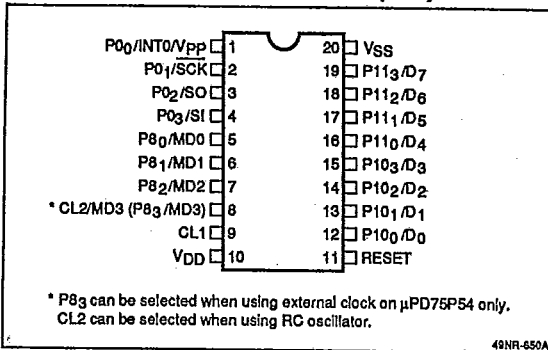 P0₀/INT0/VPP 1 20 VSS
P0₁/SCK 2 19 P11₃/D7
P0₂/SO 3 18 P11₂/D6
P0₃/SI 4 17 P11₁/D5
P8₀/MD0 5 16 P11₀/D4
P8₁/MD1 6 15 P10₃/D3
P8₂/MD2 7 14 P10₂/D2
* CL2/MD3 (P8₃/MD3) 8 13 P10₁/D1
CL1 9 12 P10₀/D0
VDD 10 11 RESET
* P8₃ can be selected when using external clock on µPD75P54 only.
CL2 can be selected when using RC oscillator.
49NR-650A